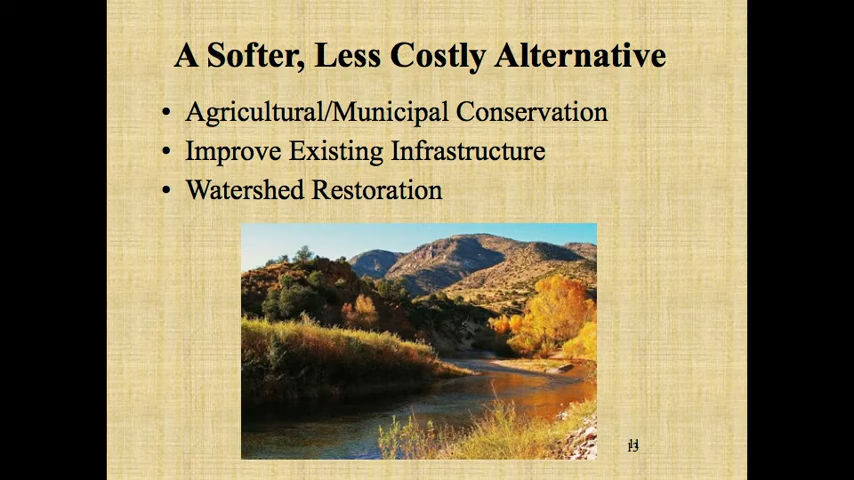 A Softer, Less Costly Alternative
• Agricultural/Municipal Conservation
• Improve Existing Infrastructure
• Watershed Restoration